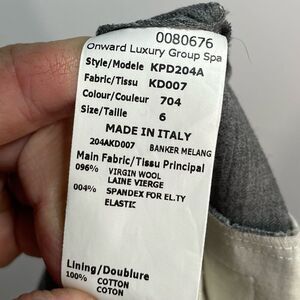 0080676
Onward Luxury Group Spa
Style/Modele KPD204A
Fabric/Tissu KD007
Colour/Couleur 704
Size/Taille 6
MADE IN ITALY
204AKD007 BANKER MELANG
Main Fabric/Tissu Principal
096% VIRGIN WOOL
LAINE VIERGE
004% SPANDEX FOR EL.TY
ELASTIC
Lining/Doublure
100% COTTON
COTON